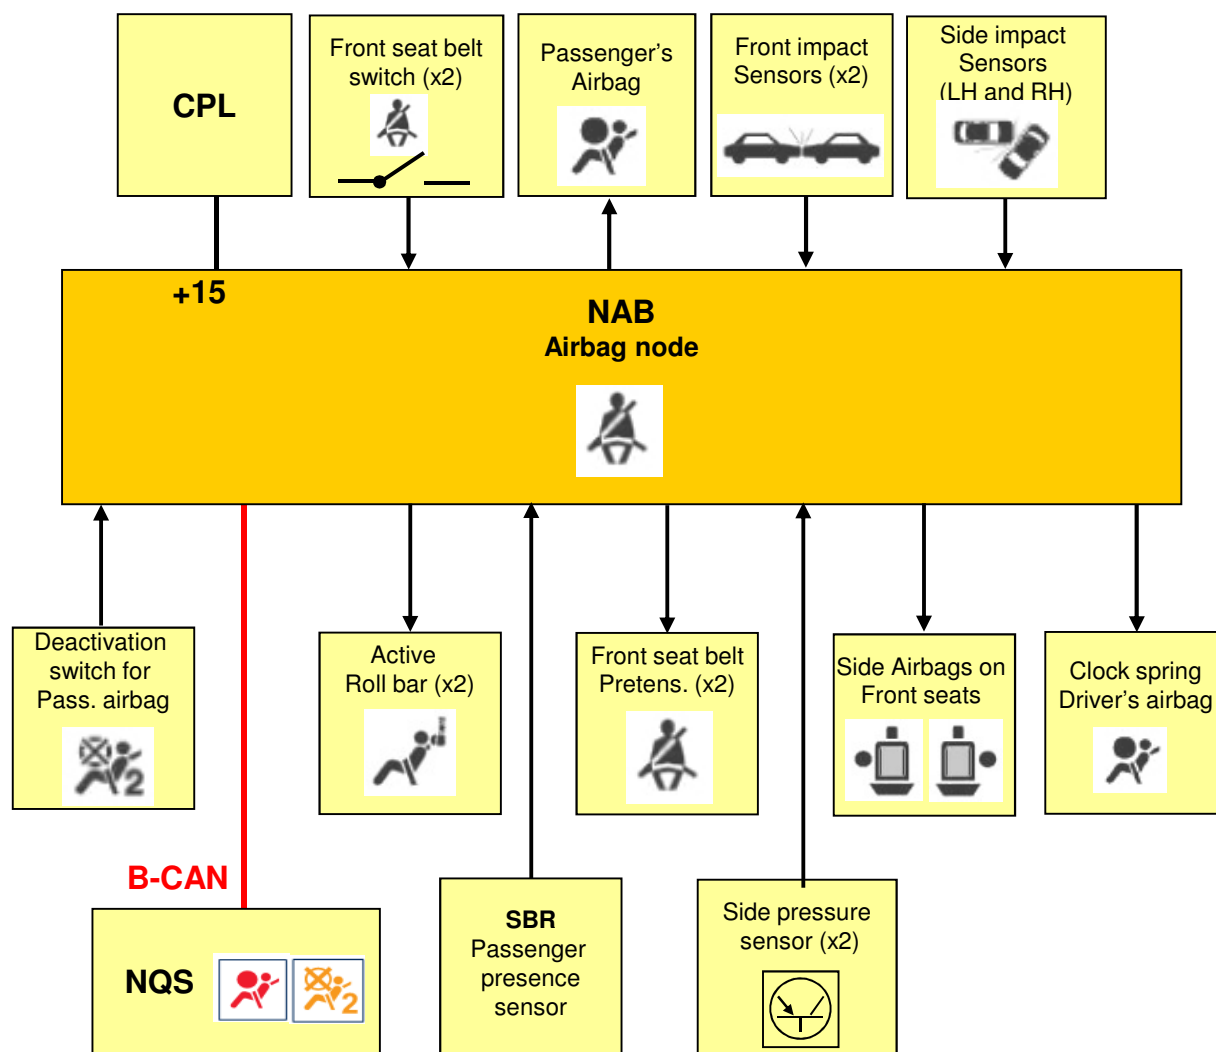 CPL
Front seat belt
switch (x2)
Passenger's
Airbag
Front impact
Sensors (x2)
Side impact
Sensors
(LH and RH)
+15
NAB
Airbag node
Deactivation
switch for
Pass. airbag
2
Active
Roll bar (x2)
Front seat belt
Pretens. (x2)
Side Airbags on
Front seats
Clock spring
Driver's airbag
B-CAN
NQS
2
SBR
Passenger
presence
sensor
Side pressure
sensor (x2)